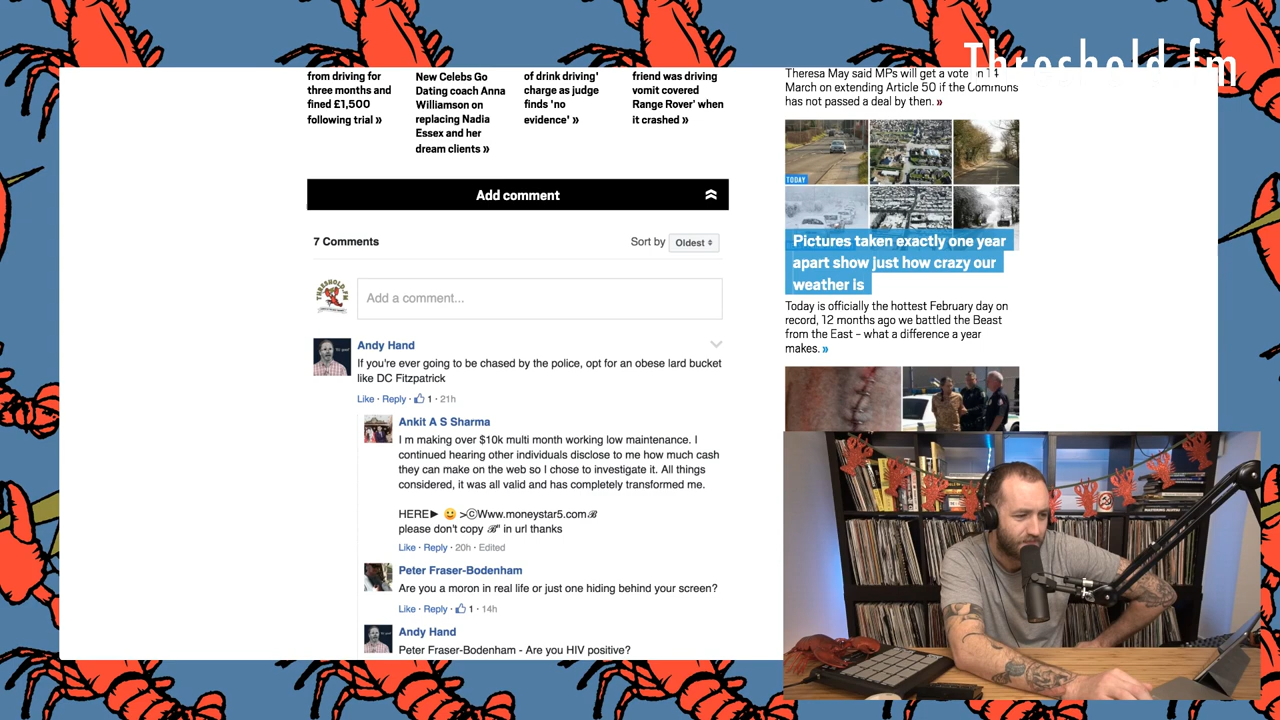 Threshold.fm
from driving for
three months and
fined £1,500
following trial »
New Celebs Go
Dating coach Anna
Williamson on
replacing Nadia
Essex and her
dream clients »
of drink driving'
charge as judge
finds 'no
evidence' »
friend was driving
vomit covered
Range Rover' when
it crashed »
Add comment
7 Comments
Sort by Oldest
THRESHOLD.FM
Add a comment...
Andy Hand
If you're ever going to be chased by the police, opt for an obese lard bucket
like DC Fitzpatrick
Like · Reply · 1 · 21h
Ankit A S Sharma
I m making over $10k multi month working low maintenance. I
continued hearing other individuals disclose to me how much cash
they can make on the web so I chose to investigate it. All things
considered, it was all valid and has completely transformed me.
HERE► 🙂 >ⒸWww.moneystar5.comℬ
please don't copy ℬ" in url thanks
Like · Reply · 20h · Edited
Peter Fraser-Bodenham
Are you a moron in real life or just one hiding behind your screen?
Like · Reply · 1 · 14h
Andy Hand
Peter Fraser-Bodenham - Are you HIV positive?
Theresa May said MPs will get a vote on 14
March on extending Article 50 if the Commons
has not passed a deal by then. »
TODAY
Pictures taken exactly one year
apart show just how crazy our
weather is
Today is officially the hottest February day on
record, 12 months ago we battled the Beast
from the East – what a difference a year
makes. »